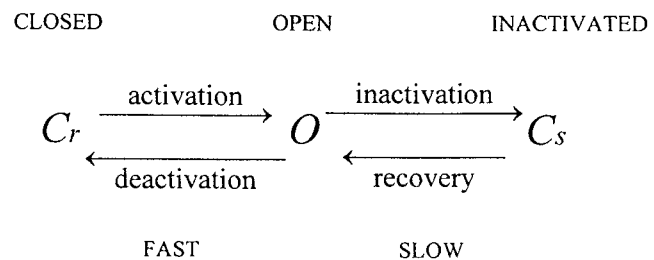 CLOSED OPEN INACTIVATED
activation inactivation
Cr O Cs
deactivation recovery
FAST SLOW